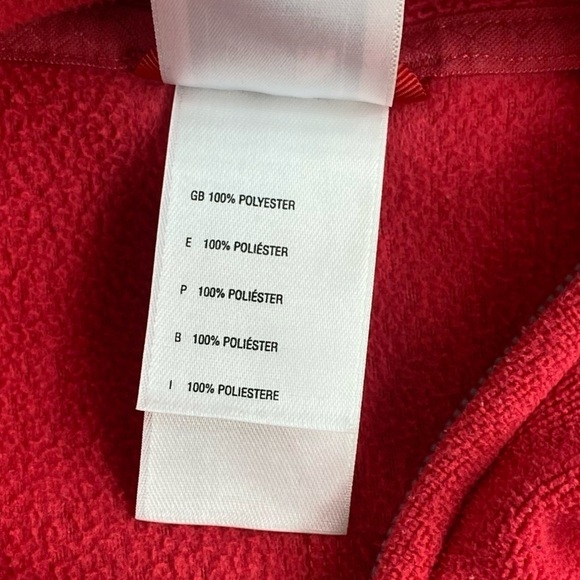 GB 100% POLYESTER
E 100% POLIÉSTER
P 100% POLIÉSTER
B 100% POLIÉSTER
I 100% POLIESTERE